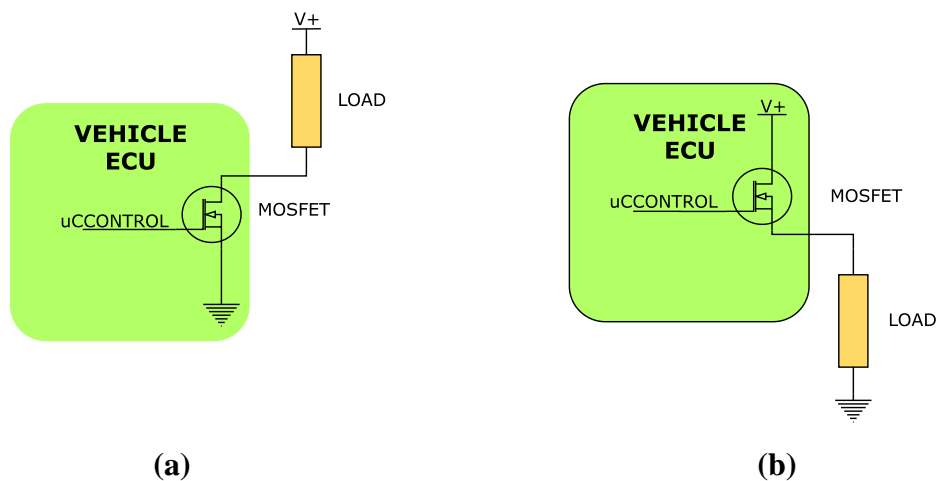 V+
LOAD
VEHICLE
ECU
MOSFET
uCCONTROL
(a)
V+
VEHICLE
ECU
MOSFET
uCCONTROL
LOAD
(b)